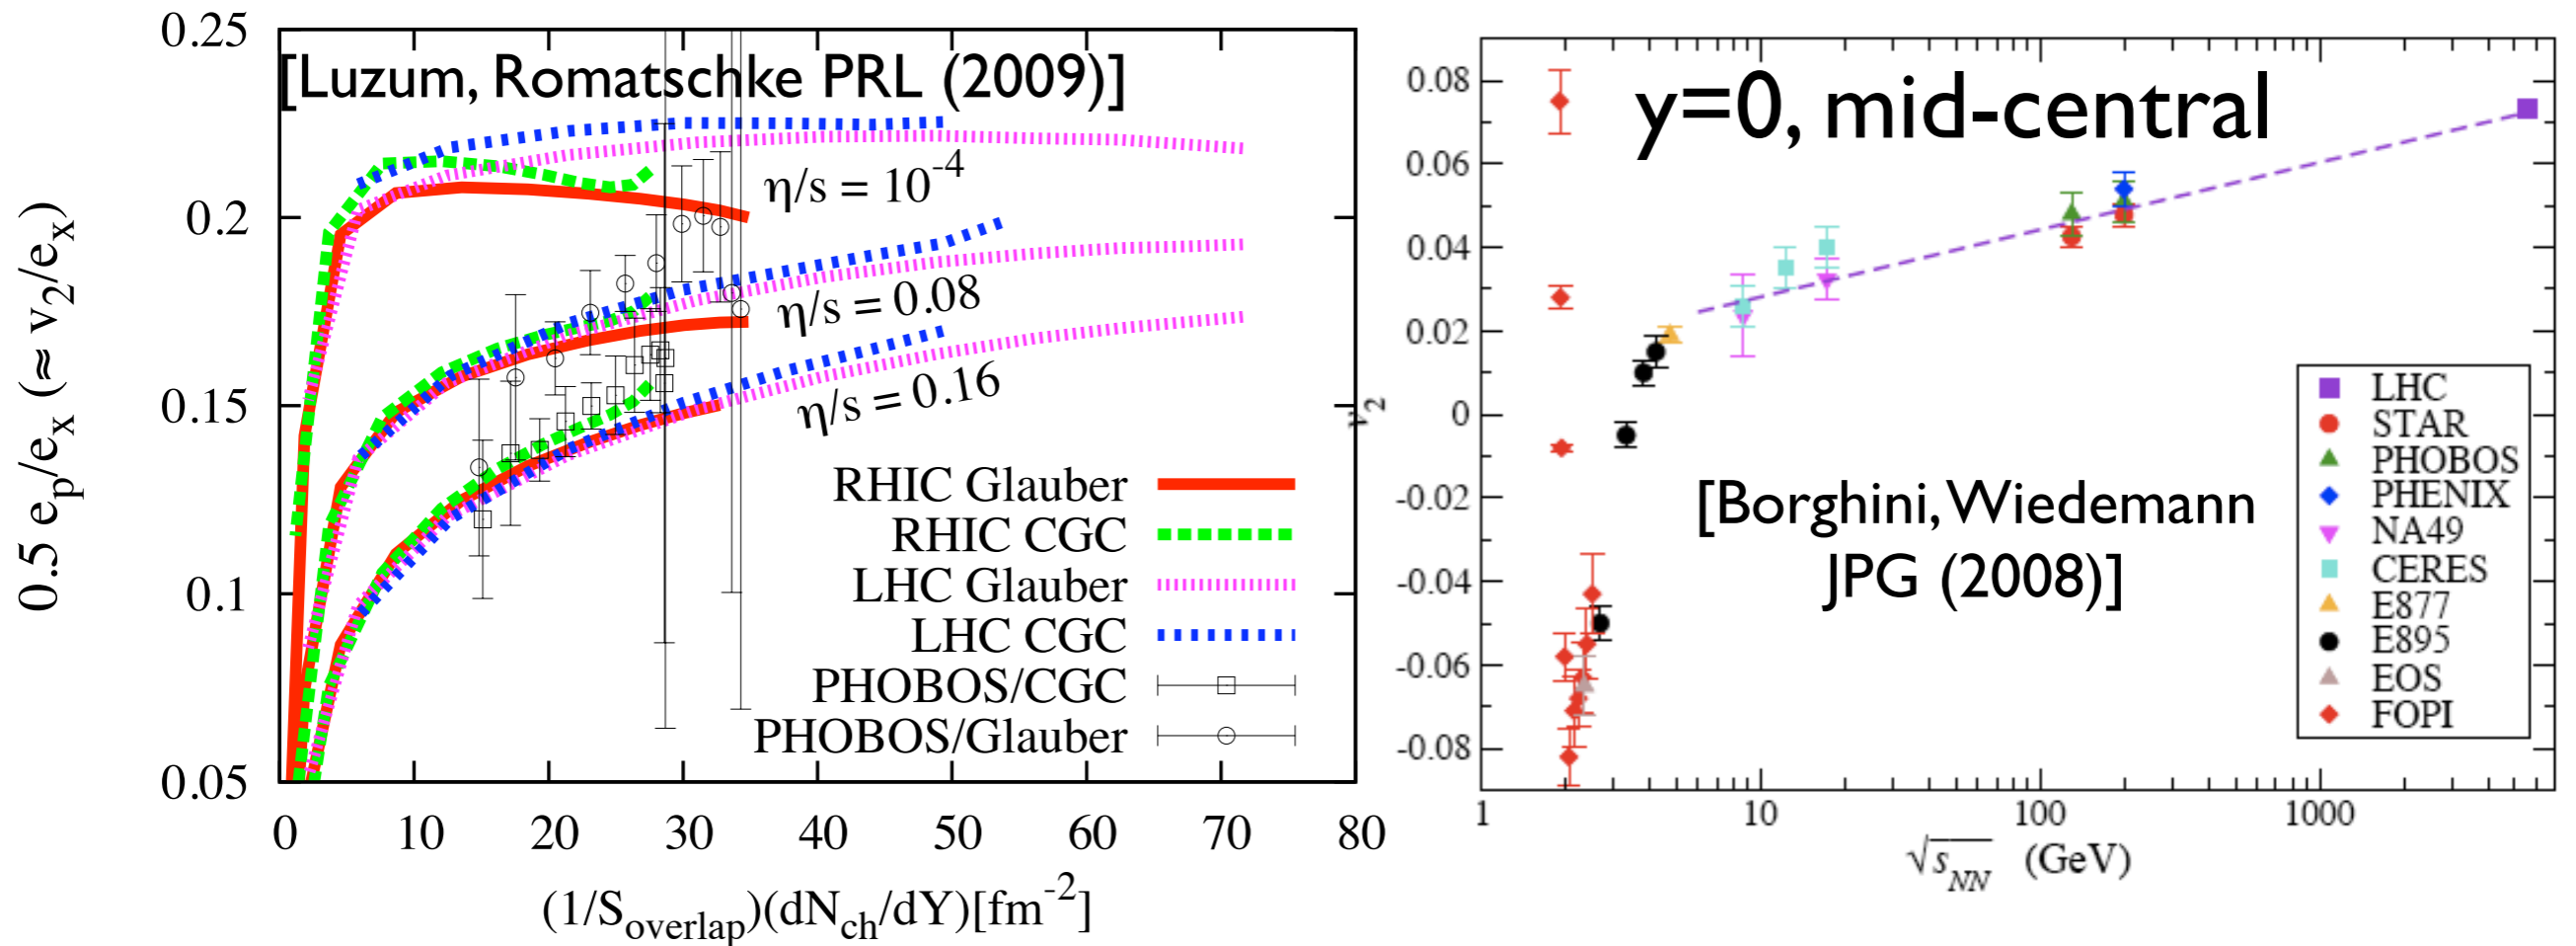 0.25
0.2
0.15
0.1
0.05
0.5 e_p/e_x (≈ v_2/e_x)
[Luzum, Romatschke PRL (2009)]
η/s = 10^-4
η/s = 0.08
η/s = 0.16
RHIC Glauber
RHIC CGC
LHC Glauber
LHC CGC
PHOBOS/CGC
PHOBOS/Glauber
0 10 20 30 40 50 60 70 80
(1/S_overlap)(dN_ch/dY)[fm^-2]
v_2
0.08
0.06
0.04
0.02
0
-0.02
-0.04
-0.06
-0.08
y=0, mid-central
[Borghini, Wiedemann
JPG (2008)]
LHC
STAR
PHOBOS
PHENIX
NA49
CERES
E877
E895
EOS
FOPI
1 10 100 1000
√s_NN (GeV)